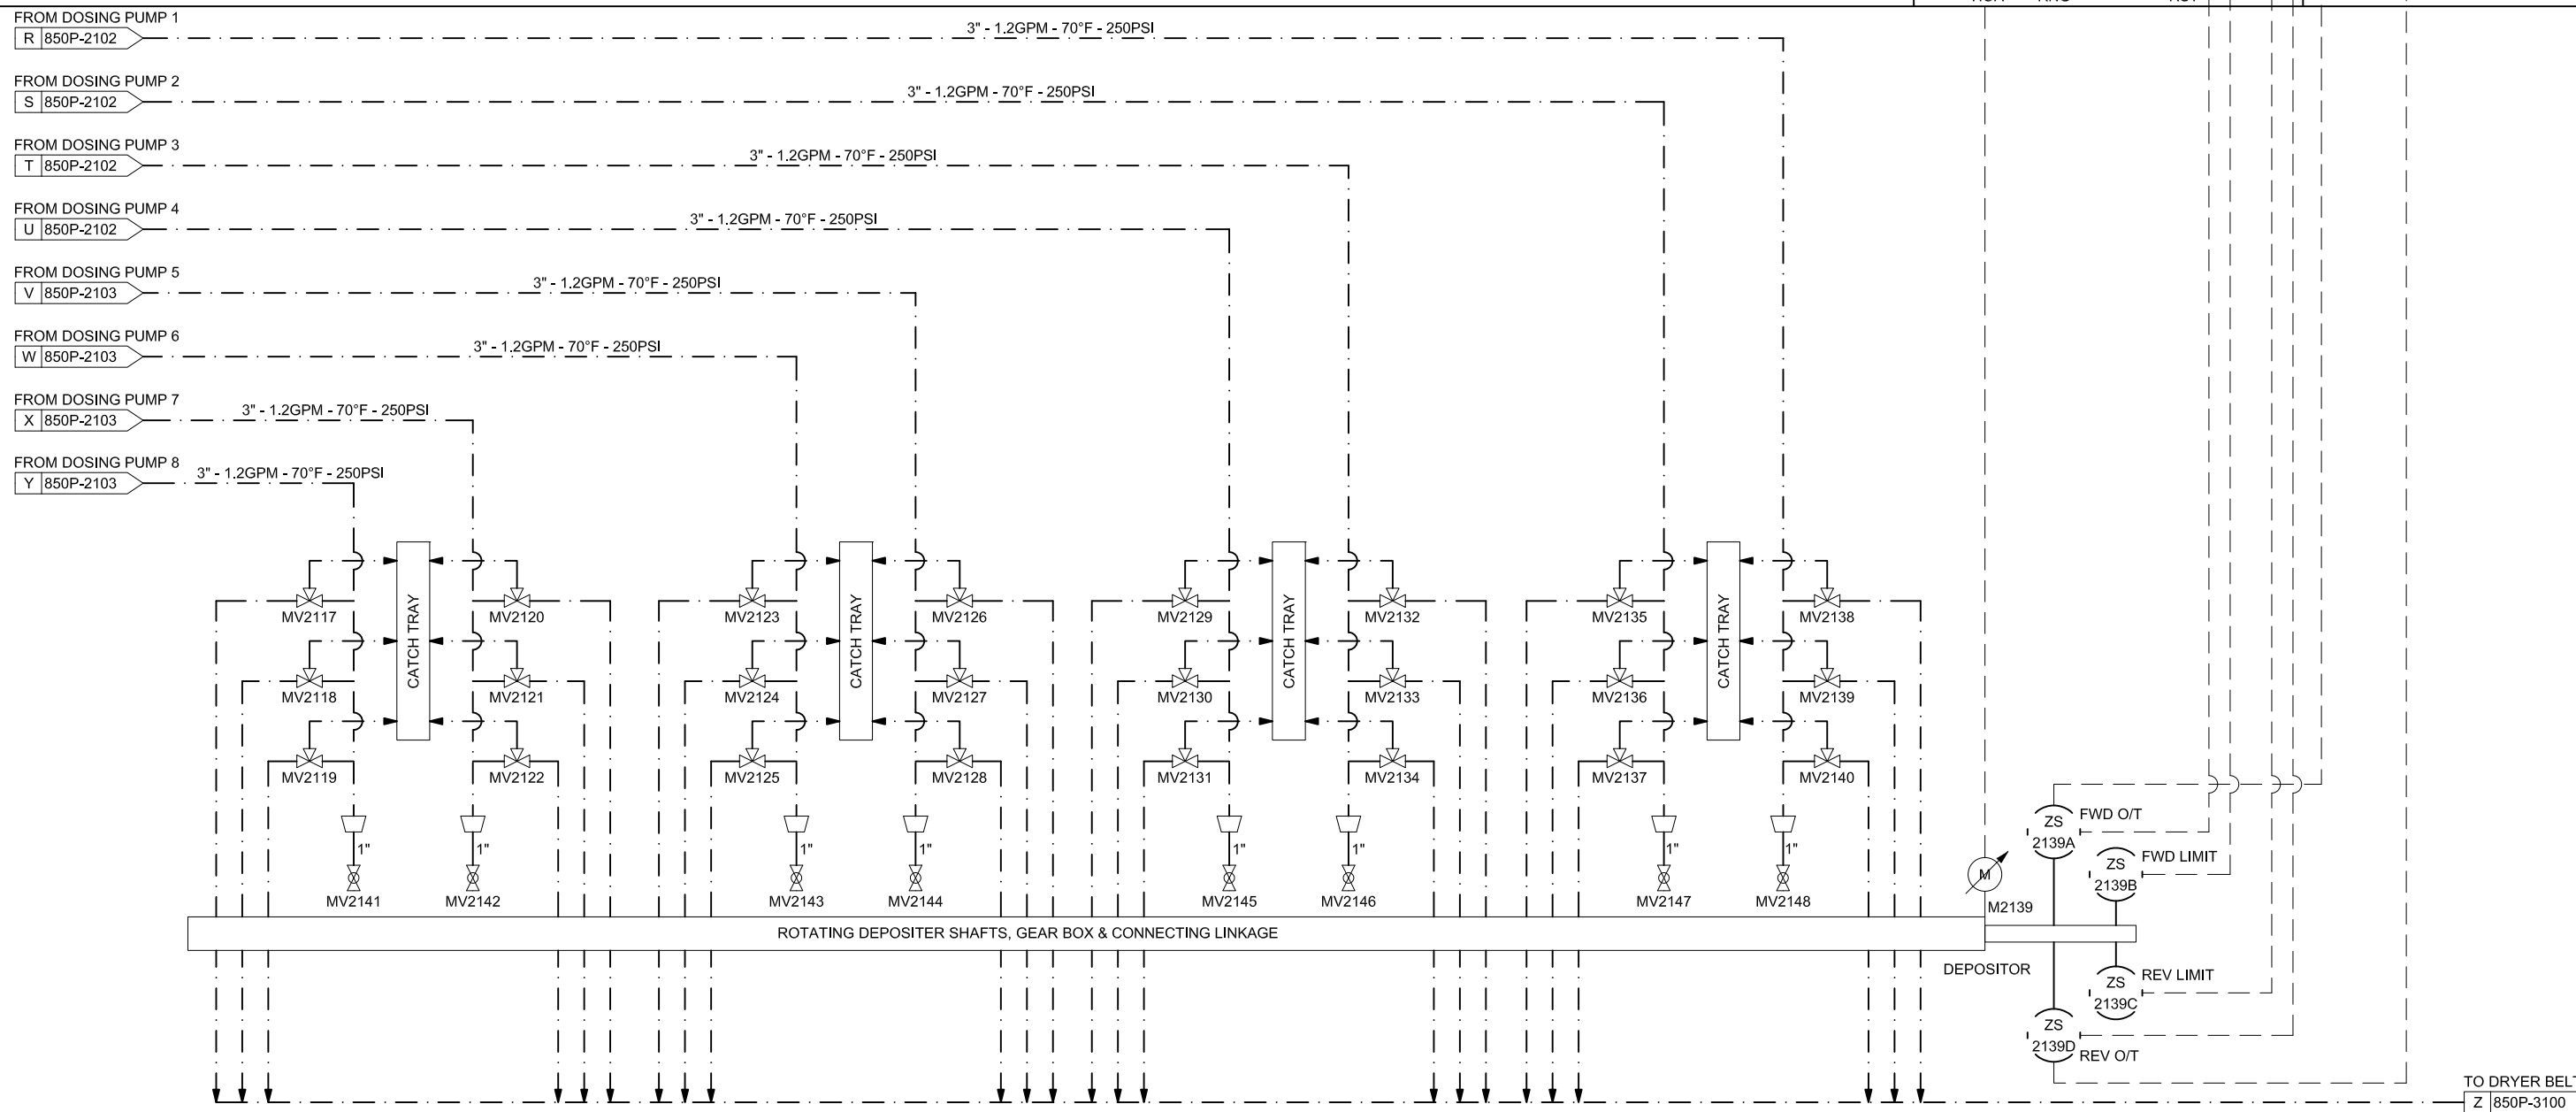 FROM DOSING PUMP 1
R 850P-2102
3" - 1.2GPM - 70°F - 250PSI
FROM DOSING PUMP 2
S 850P-2102
3" - 1.2GPM - 70°F - 250PSI
FROM DOSING PUMP 3
T 850P-2102
3" - 1.2GPM - 70°F - 250PSI
FROM DOSING PUMP 4
U 850P-2102
3" - 1.2GPM - 70°F - 250PSI
FROM DOSING PUMP 5
V 850P-2103
3" - 1.2GPM - 70°F - 250PSI
FROM DOSING PUMP 6
W 850P-2103
3" - 1.2GPM - 70°F - 250PSI
FROM DOSING PUMP 7
X 850P-2103
3" - 1.2GPM - 70°F - 250PSI
FROM DOSING PUMP 8
Y 850P-2103
3" - 1.2GPM - 70°F - 250PSI
CATCH TRAY
CATCH TRAY
CATCH TRAY
CATCH TRAY
MV2117
MV2120
MV2123
MV2126
MV2129
MV2132
MV2135
MV2138
MV2118
MV2121
MV2124
MV2127
MV2130
MV2133
MV2136
MV2139
MV2119
MV2122
MV2125
MV2128
MV2131
MV2134
MV2137
MV2140
1"
1"
1"
1"
1"
1"
1"
1"
MV2141
MV2142
MV2143
MV2144
MV2145
MV2146
MV2147
MV2148
ROTATING DEPOSITER SHAFTS, GEAR BOX & CONNECTING LINKAGE
M
M2139
DEPOSITOR
ZS
2139A
FWD O/T
ZS
2139B
FWD LIMIT
ZS
2139C
REV LIMIT
ZS
2139D
REV O/T
TO DRYER BELT
Z 850P-3100